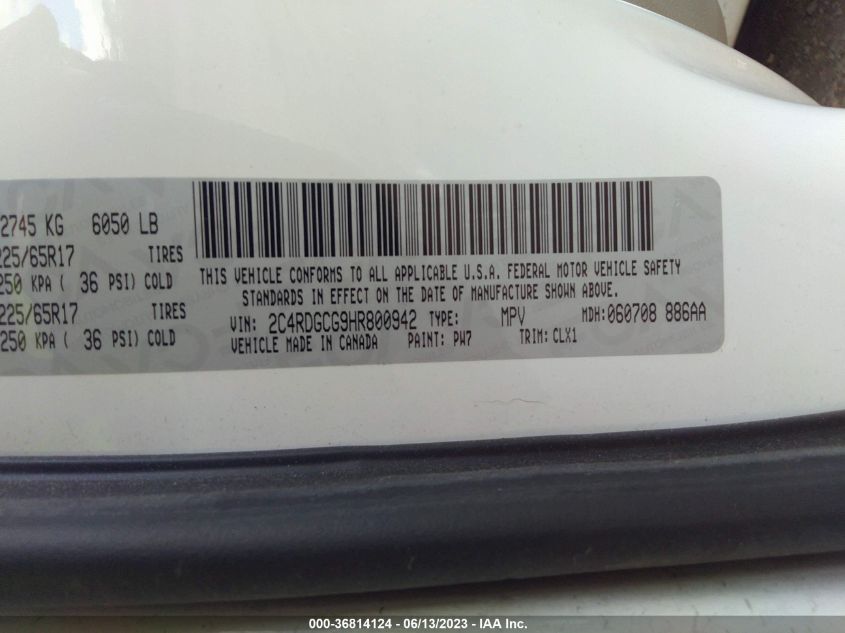 2745 KG 6050 LB
225/65R17 TIRES
250 KPA ( 36 PSI) COLD
225/65R17 TIRES
250 KPA ( 36 PSI) COLD
THIS VEHICLE CONFORMS TO ALL APPLICABLE U.S.A. FEDERAL MOTOR VEHICLE SAFETY
STANDARDS IN EFFECT ON THE DATE OF MANUFACTURE SHOWN ABOVE.
VIN: 2C4RDGCG9HR800942 TYPE: MPV MDH:060708 886AA
VEHICLE MADE IN CANADA PAINT: PW7 TRIM: CLX1
000-36814124 - 06/13/2023 - IAA Inc.